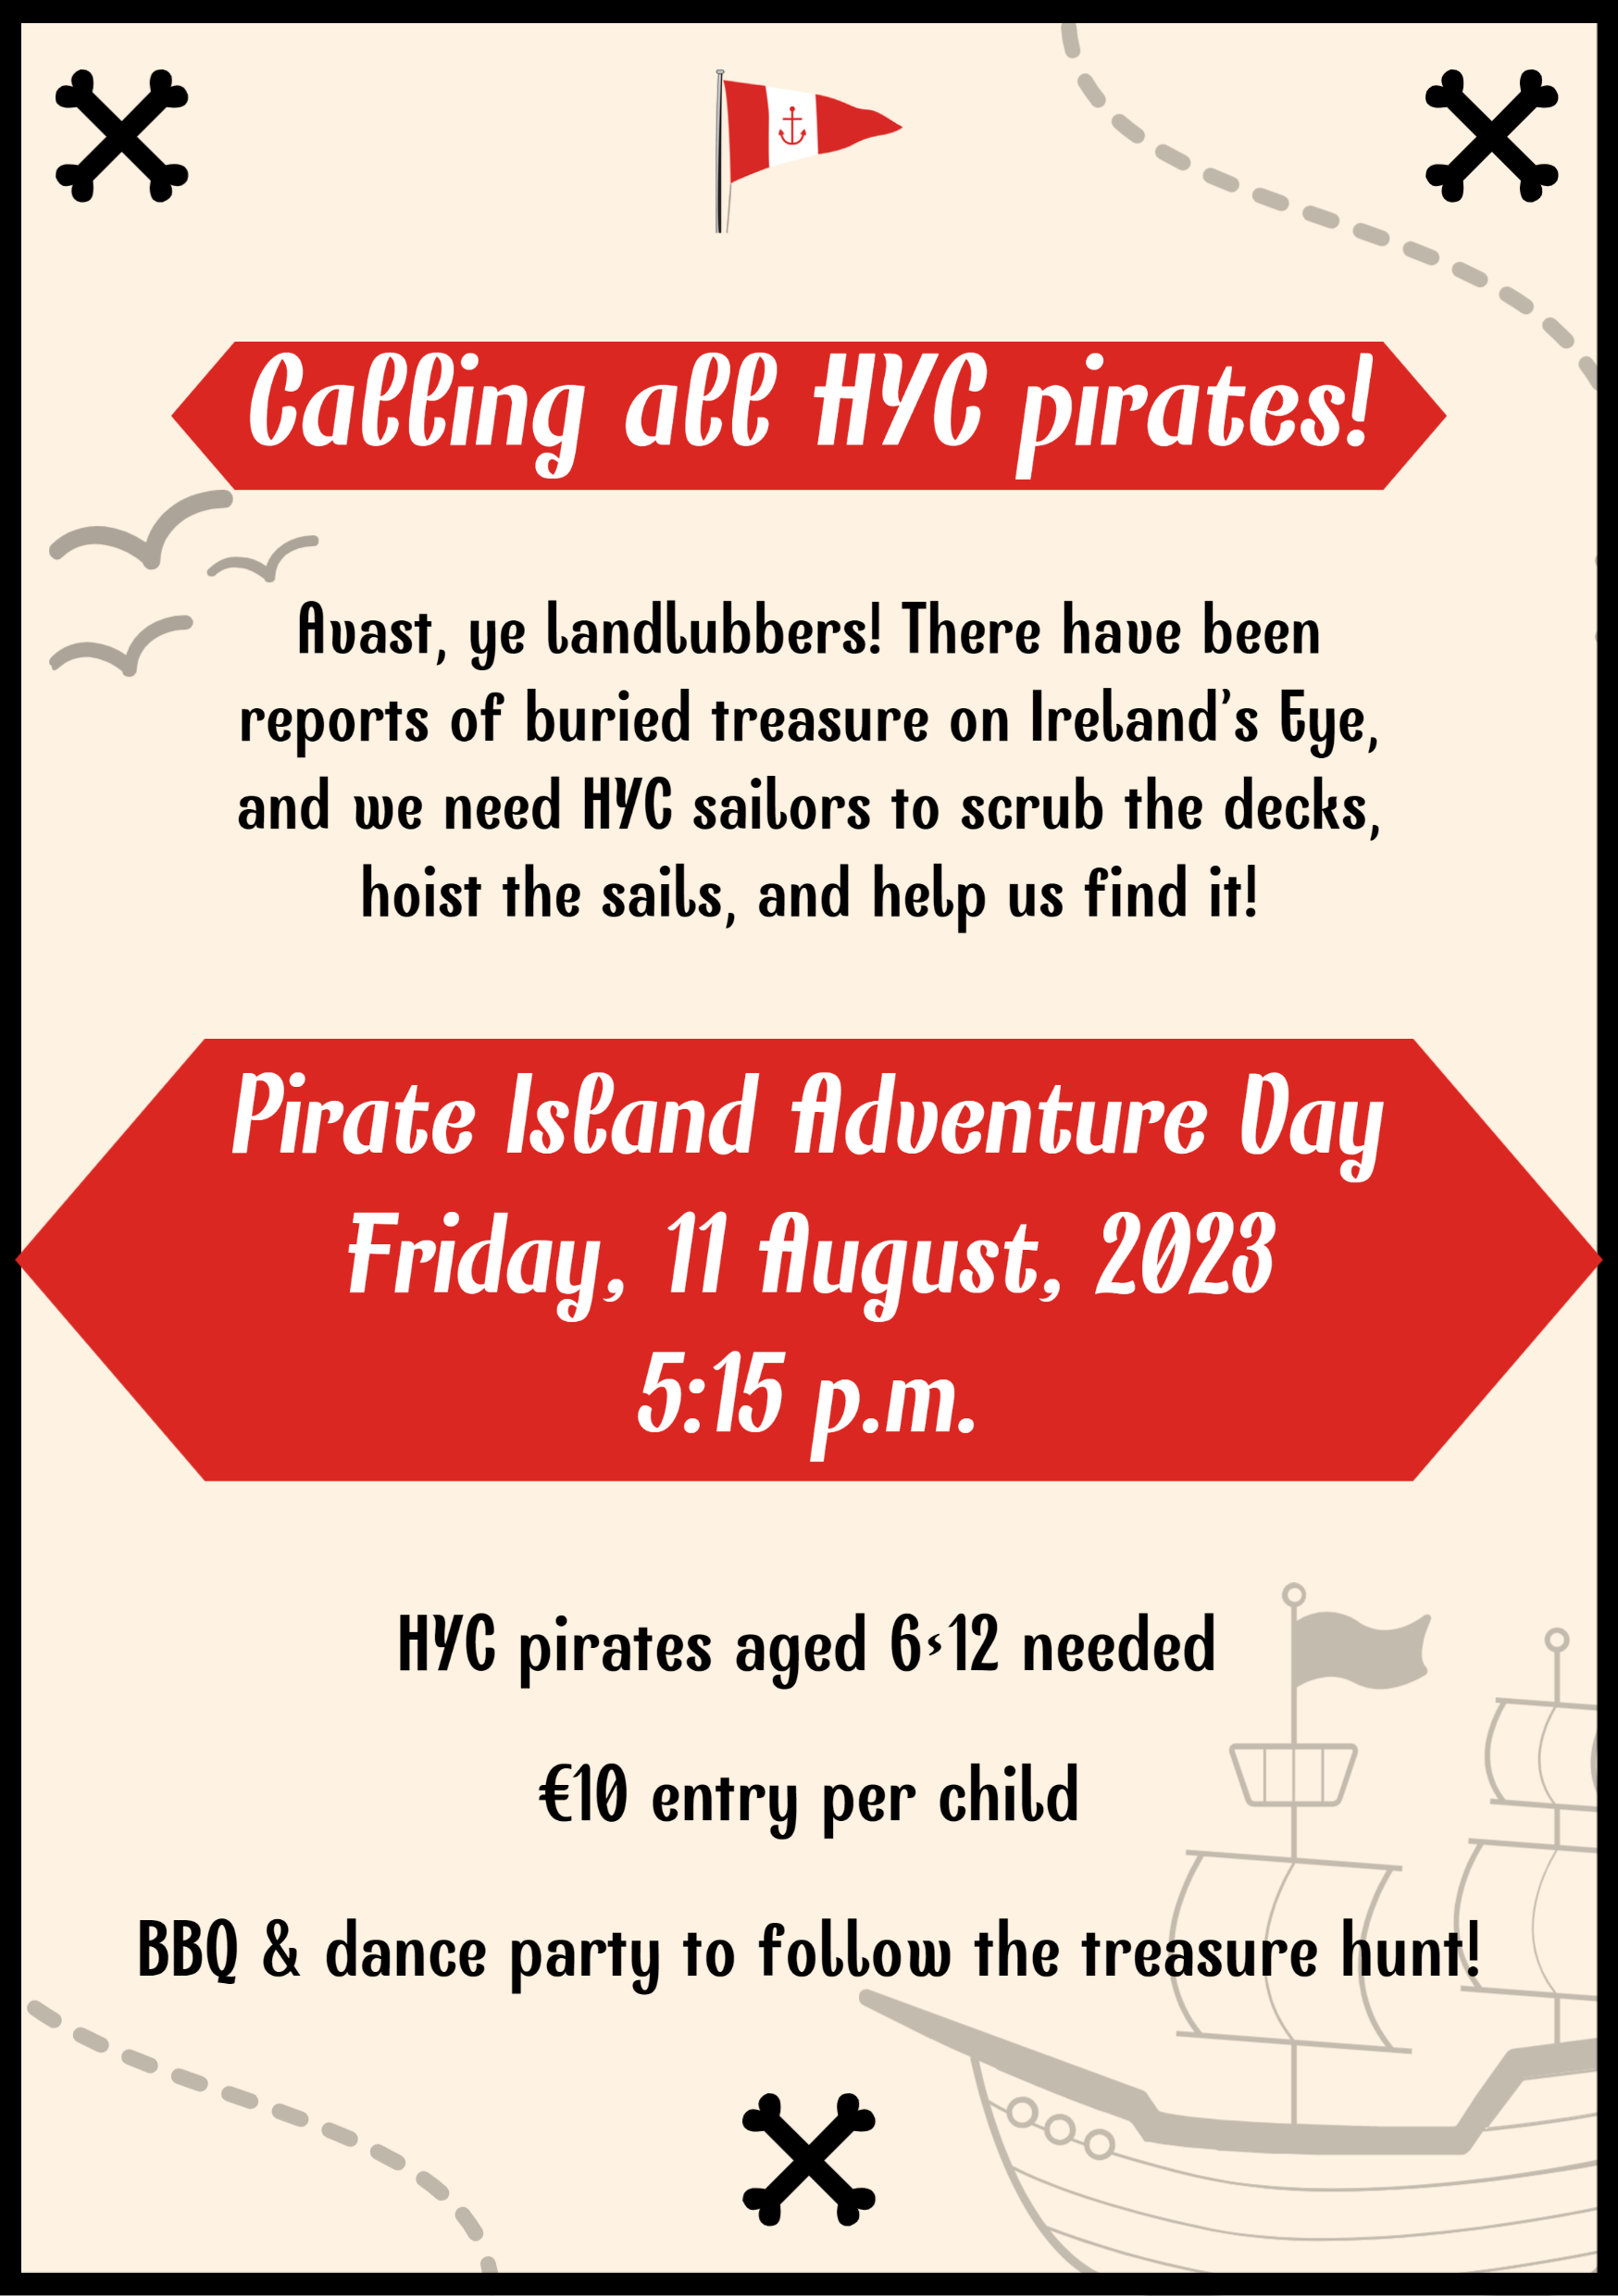 Calling all HYC pirates!
Avast, ye landlubbers! There have been
reports of buried treasure on Ireland’s Eye,
and we need HYC sailors to scrub the decks,
hoist the sails, and help us find it!
Pirate Island Adventure Day
Friday, 11 August, 2023
5:15 p.m.
HYC pirates aged 6-12 needed
€10 entry per child
BBQ & dance party to follow the treasure hunt!